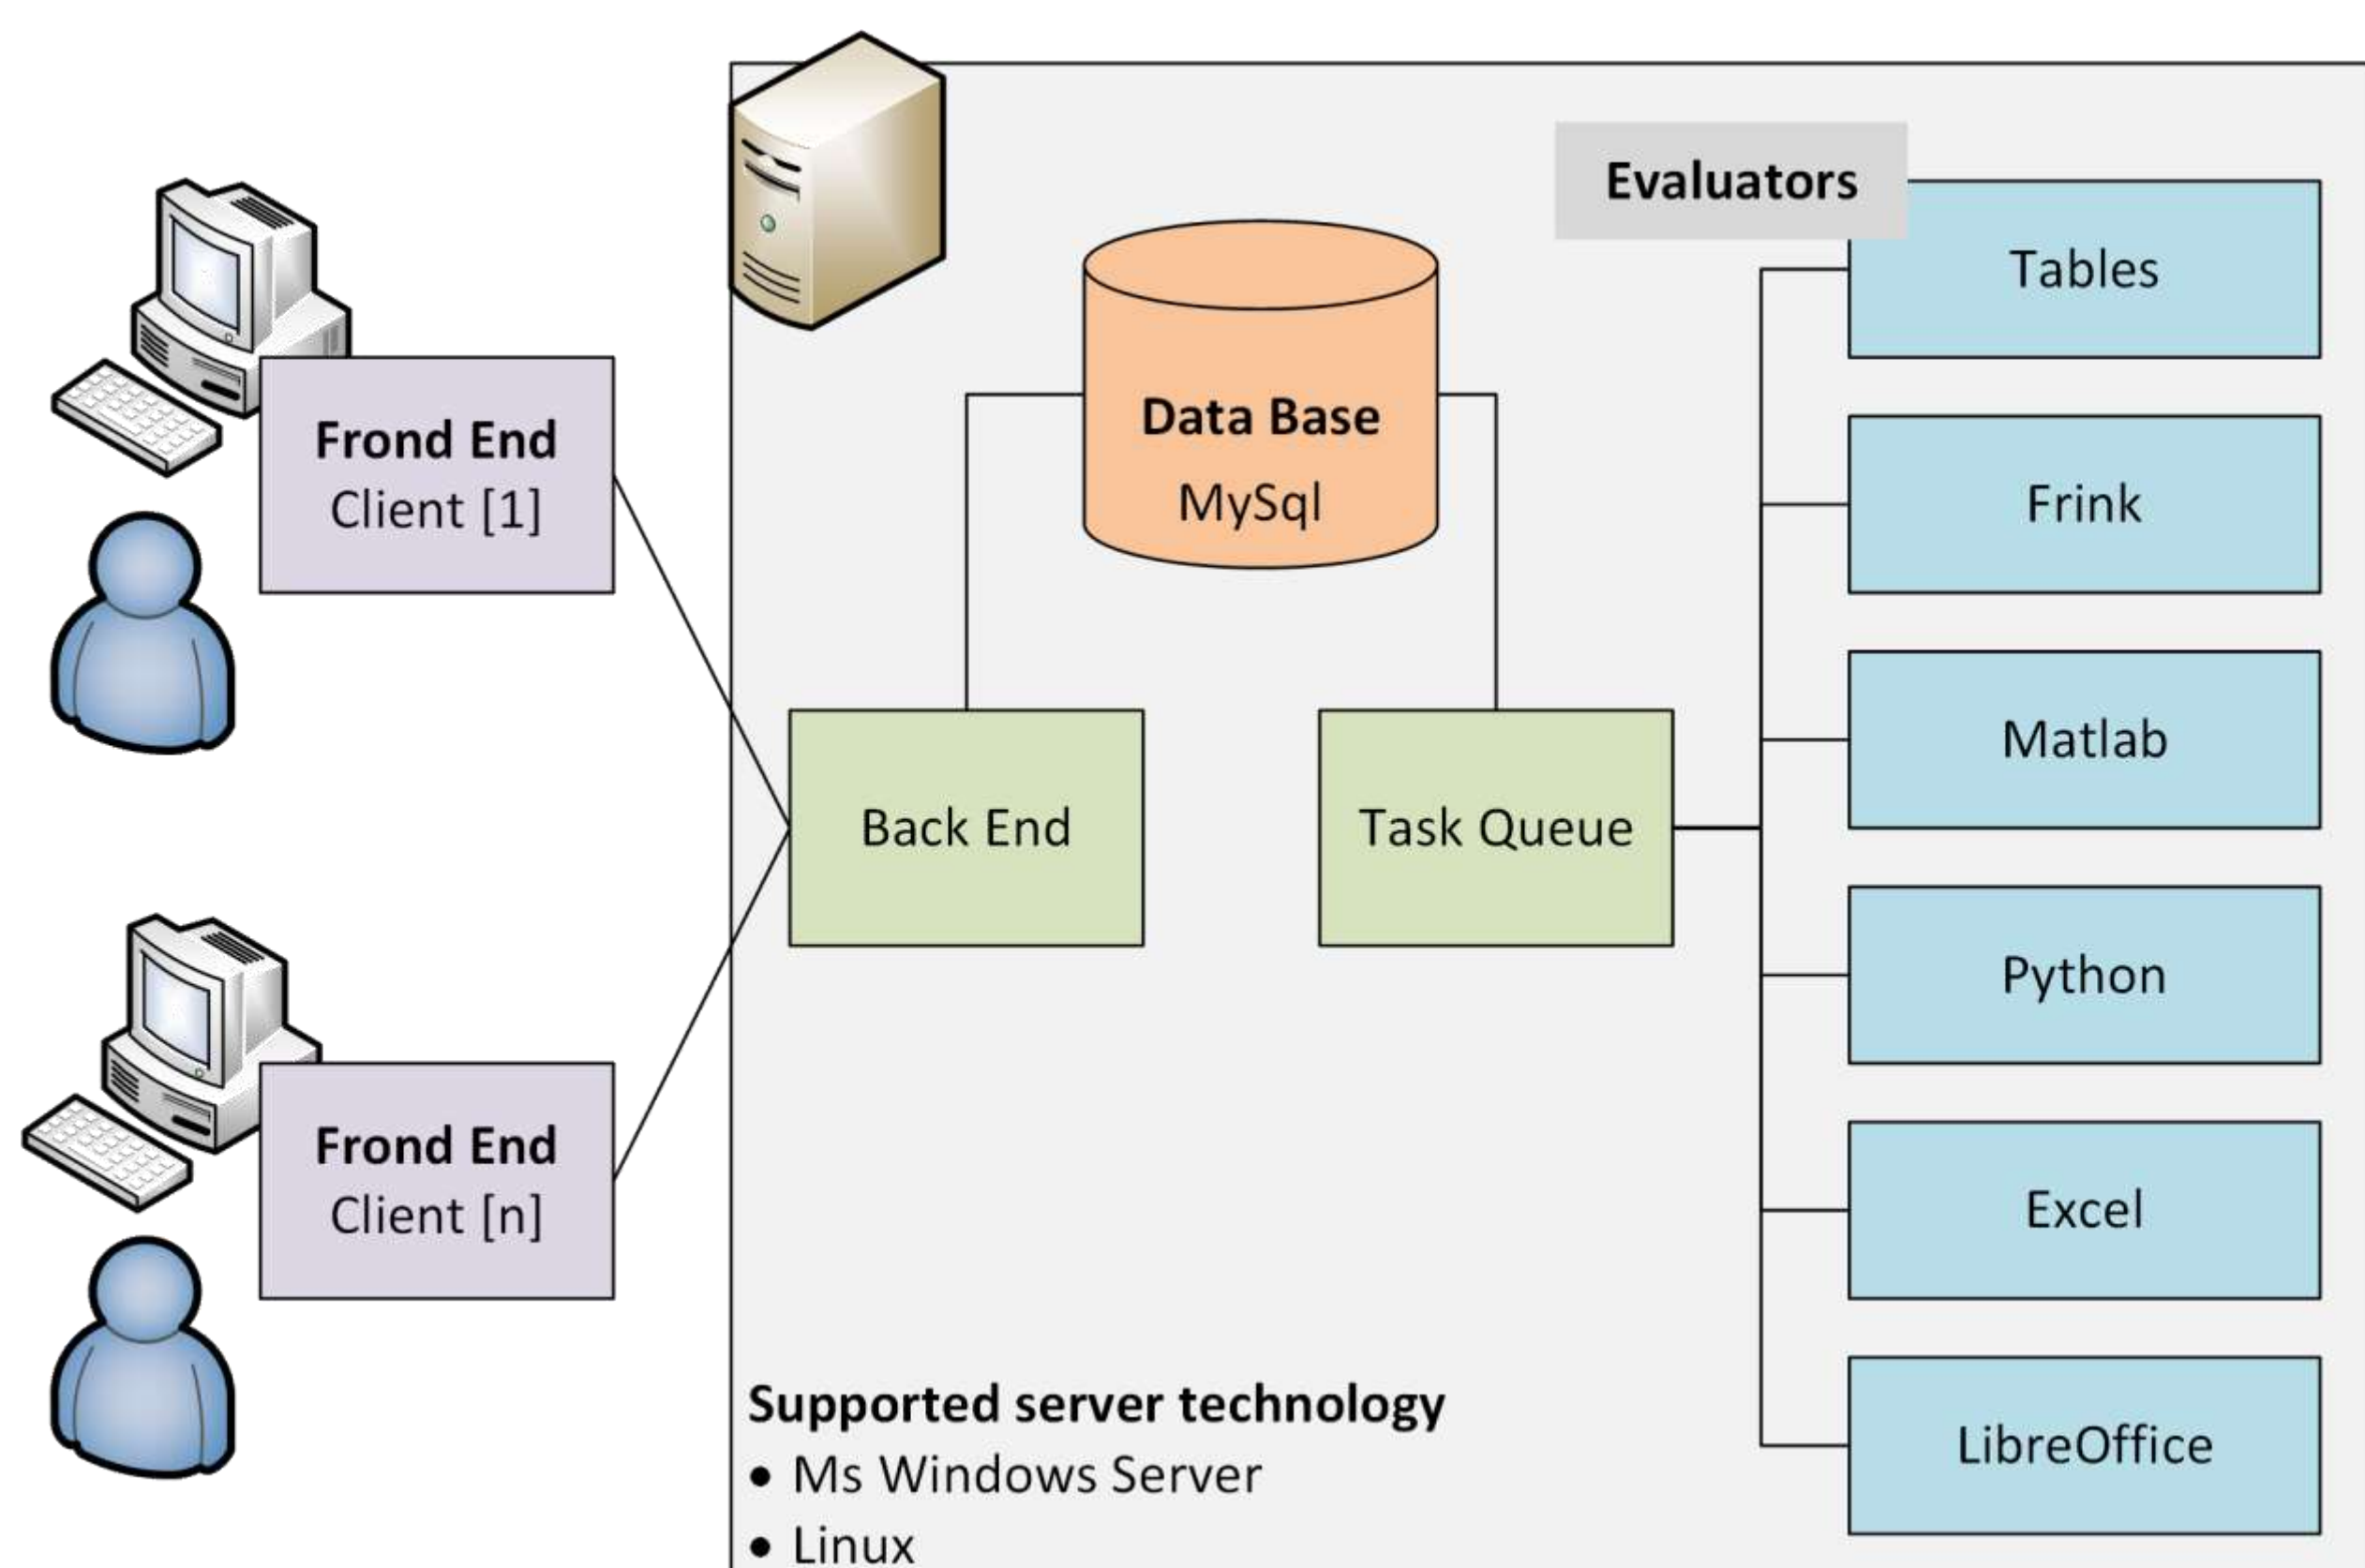 Evaluators
Tables
Data Base
MySql
Frond End
Client [1]
Frink
Matlab
Back End
Task Queue
Python
Frond End
Client [n]
Excel
LibreOffice
Supported server technology
• Ms Windows Server
• Linux